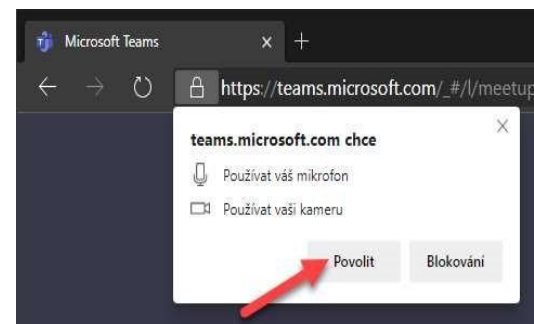 Microsoft Teams
https://teams.microsoft.com/_#/l/meetup
teams.microsoft.com chce
Používat váš mikrofon
Používat vaši kameru
Povolit
Blokování